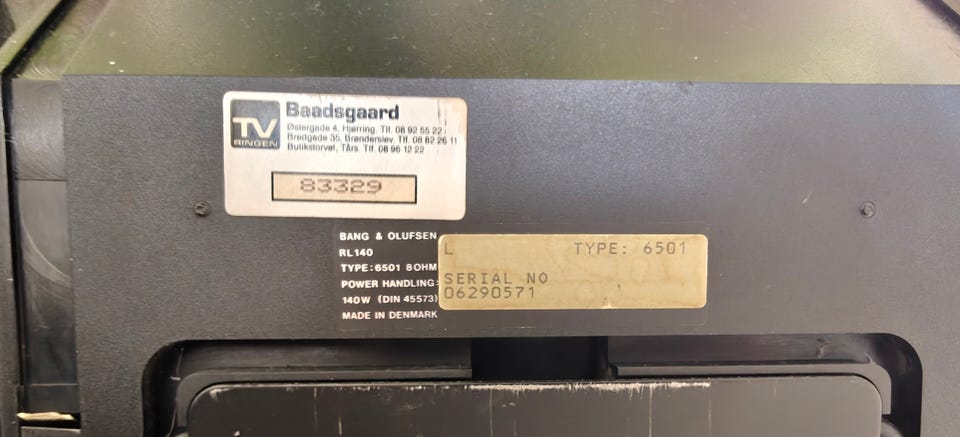 TV
RINGEN
Baadsgaard
Østergade 4, Hjørring. Tlf. 08 92 55 22
Bredgade 35, Brønderslev. Tlf. 08 82 26 11
Butikstorvet, Tårs. Tlf. 08 96 12 22
83329
BANG & OLUFSEN
RL140
TYPE:6501 8OHM
POWER HANDLING:
140W (DIN 45573)
MADE IN DENMARK
L TYPE: 6501
SERIAL NO
06290571